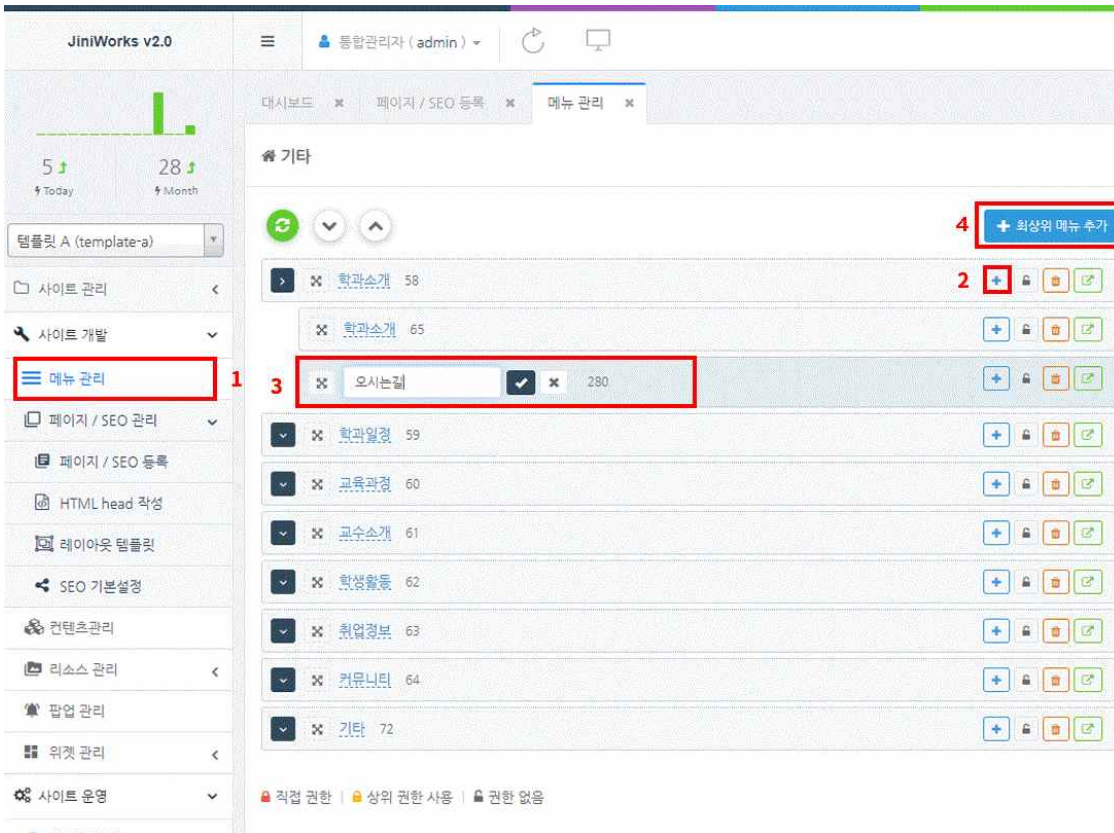 JiniWorks v2.0
통합관리자 ( admin )
대시보드 페이지 / SEO 등록 메뉴 관리
5 28
Today Month
기타
템플릿 A (template-a)
4 최상위 메뉴 추가
사이트 관리
학과소개 58 2
사이트 개발
학과소개 65
메뉴 관리 1
3 오시는길 280
페이지 / SEO 관리
학과일정 59
페이지 / SEO 등록
교육과정 60
HTML head 작성
교수소개 61
레이아웃 템플릿
학생활동 62
SEO 기본설정
컨텐츠관리
취업정보 63
리소스 관리
커뮤니티 64
팝업 관리
기타 72
위젯 관리
사이트 운영
직접 권한 | 상위 권한 사용 | 권한 없음